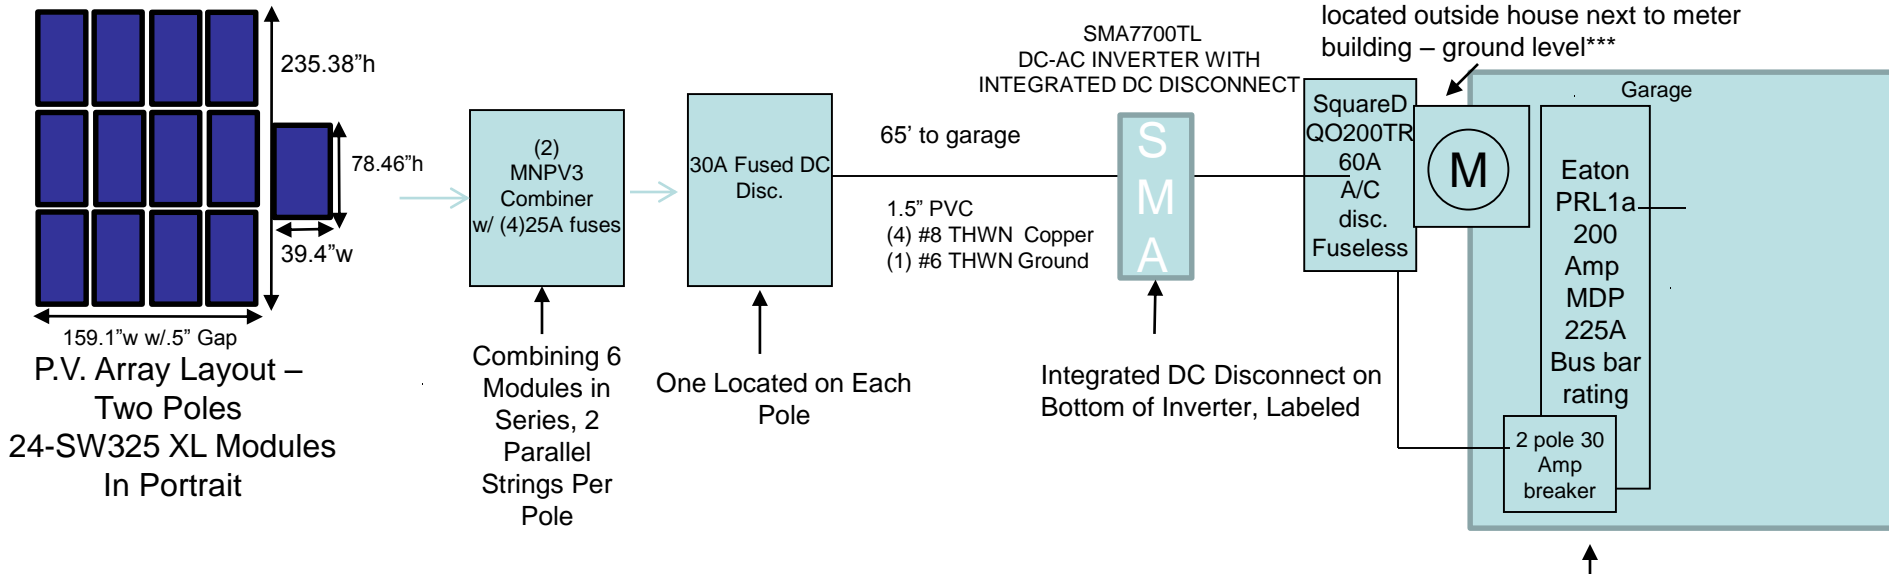 235.38”h
78.46”h
39.4”w
159.1”w w/.5” Gap
P.V. Array Layout –
Two Poles
24-SW325 XL Modules
In Portrait
(2)
MNPV3
Combiner
w/ (4)25A fuses
Combining 6
Modules in
Series, 2
Parallel
Strings Per
Pole
30A Fused DC
Disc.
One Located on Each
Pole
65’ to garage
1.5” PVC
(4) #8 THWN Copper
(1) #6 THWN Ground
SMA7700TL
DC-AC INVERTER WITH
INTEGRATED DC DISCONNECT
S
M
A
Integrated DC Disconnect on
Bottom of Inverter, Labeled
located outside house next to meter
building – ground level***
SquareD
QO200TR
60A
A/C
disc.
Fuseless
M
Garage
Eaton
PRL1a
200
Amp
MDP
225A
Bus bar
rating
2 pole 30
Amp
breaker